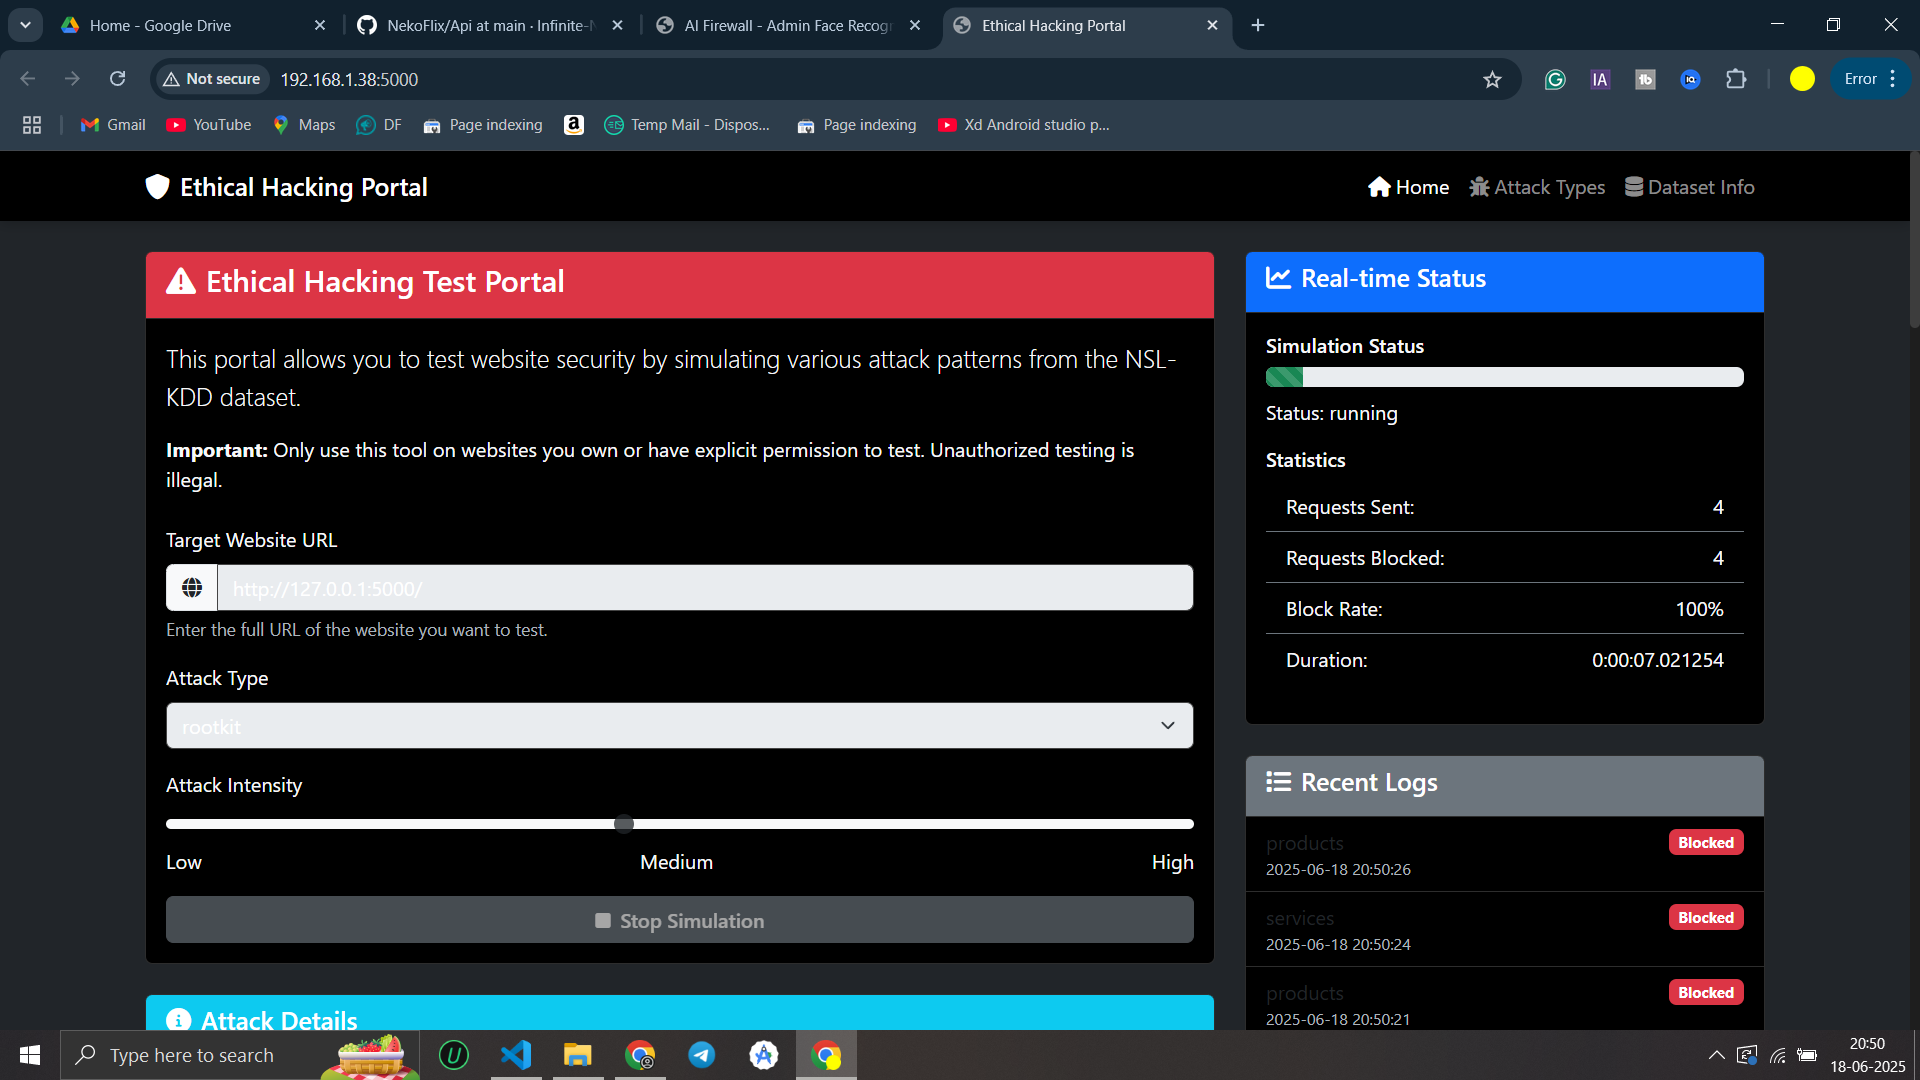 Home - Google Drive
NekoFlix/Api at main · Infinite-N
AI Firewall - Admin Face Recogn
Ethical Hacking Portal
Not secure
192.168.1.38:5000
IA
Error
Gmail
YouTube
Maps
DF
Page indexing
Temp Mail - Dispos...
Page indexing
Xd Android studio p...
Ethical Hacking Portal
Home
Attack Types
Dataset Info
Ethical Hacking Test Portal
This portal allows you to test website security by simulating various attack patterns from the NSL-
KDD dataset.
Important: Only use this tool on websites you own or have explicit permission to test. Unauthorized testing is
illegal.
Target Website URL
http://127.0.0.1:5000/
Enter the full URL of the website you want to test.
Attack Type
rootkit
Attack Intensity
Low Medium High
Stop Simulation
Attack Details
Real-time Status
Simulation Status
Status: running
Statistics
Requests Sent: 4
Requests Blocked: 4
Block Rate: 100%
Duration: 0:00:07.021254
Recent Logs
products Blocked
2025-06-18 20:50:26
services Blocked
2025-06-18 20:50:24
products Blocked
2025-06-18 20:50:21
Type here to search
20:50
18-06-2025